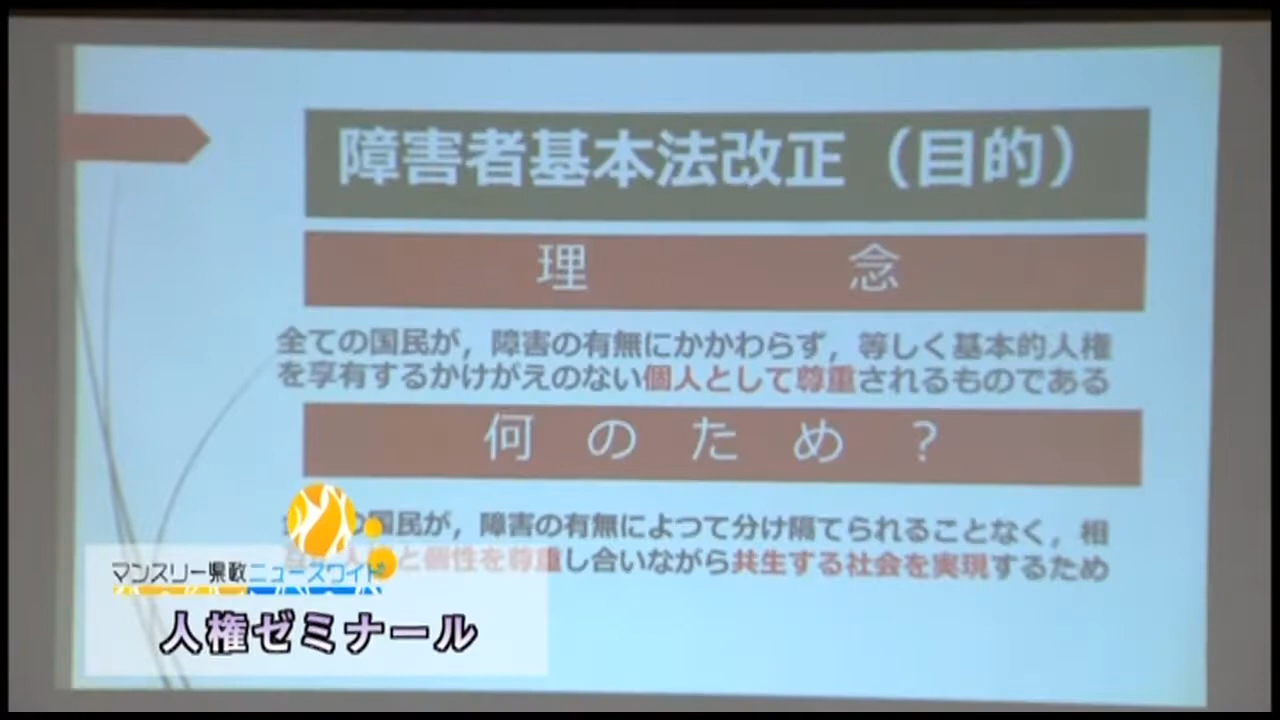 障害者基本法改正（目的）
理念
全ての国民が，障害の有無にかかわらず，等しく基本的人権
を享有するかけがえのない個人として尊重されるものである
何のため？
の国民が，障害の有無によつて分け隔てられることなく，相
と個性を尊重し合いながら共生する社会を実現するため
マンスリー県歌ニュースワイド
人権ゼミナール